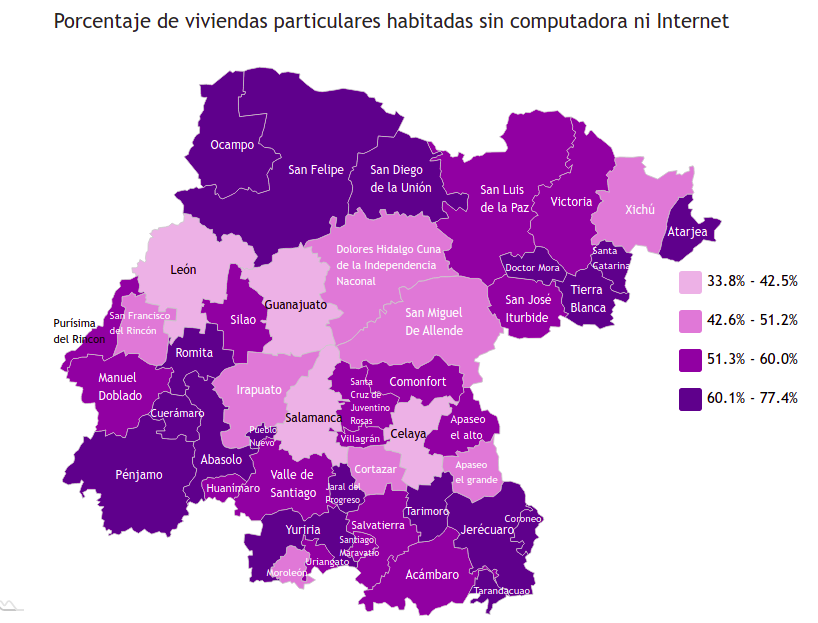 Porcentaje de viviendas particulares habitadas sin computadora ni Internet
Ocampo
San Felipe
San Diego
de la Unión
San Luis
de la Paz
Victoria
Xichú
Atarjea
Santa
Catarina
Doctor Mora
Tierra
Blanca
San José
Iturbide
León
Dolores Hidalgo Cuna
de la Independencia
Naconal
Guanajuato
San Miguel
De Allende
Purísima
del Rincón
San Francisco
del Rincón
Silao
Romita
Manuel
Doblado
Irapuato
Santa
Cruz de
Juventino
Rosas
Comonfort
Cuerámaro
Pueblo
Nuevo
Salamanca
Villagrán
Celaya
Apaseo
el alto
Pénjamo
Abasolo
Huanímaro
Valle de
Santiago
Cortazar
Apaseo
el grande
Jaral del
Progreso
Tarimoro
Coroneo
Yuriria
Salvatierra
Jerécuaro
Santiago
Maravatío
Moroleón
Uriangato
Acámbaro
Tarandacuao
33.8% - 42.5%
42.6% - 51.2%
51.3% - 60.0%
60.1% - 77.4%